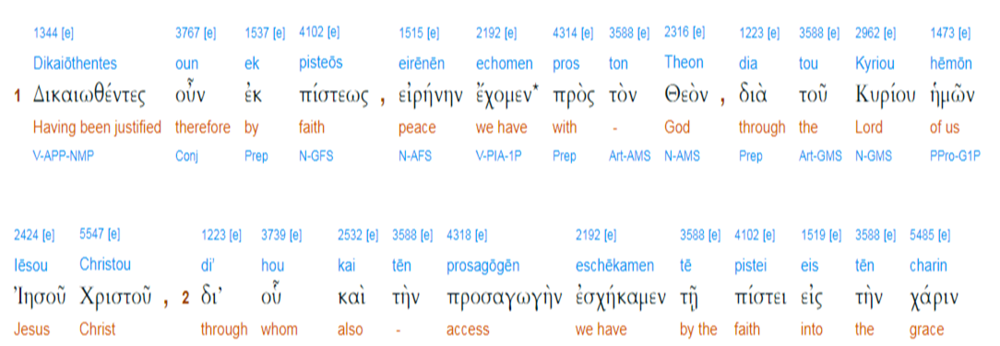 1344 [e] 3767 [e] 1537 [e] 4102 [e] 1515 [e] 2192 [e] 4314 [e] 3588 [e] 2316 [e] 1223 [e] 3588 [e] 2962 [e] 1473 [e]
Dikaiōthentes oun ek pisteōs eirēnēn echomen pros ton Theon dia tou Kyriou hēmōn
1 Δικαιωθέντες οὖν ἐκ πίστεως , εἰρήνην ἔχομεν* πρὸς τὸν Θεὸν , διὰ τοῦ Κυρίου ἡμῶν
Having been justified therefore by faith peace we have with - God through the Lord of us
V-APP-NMP Conj Prep N-GFS N-AFS V-PIA-1P Prep Art-AMS N-AMS Prep Art-GMS N-GMS PPro-G1P
2424 [e] 5547 [e] 1223 [e] 3739 [e] 2532 [e] 3588 [e] 4318 [e] 2192 [e] 3588 [e] 4102 [e] 1519 [e] 3588 [e] 5485 [e]
Iēsou Christou di' hou kai tēn prosagōgēn eschēkamen tē pistei eis tēn charin
Ἰησοῦ Χριστοῦ , 2 δι’ οὗ καὶ τὴν προσαγωγὴν ἐσχήκαμεν τῇ πίστει εἰς τὴν χάριν
Jesus Christ through whom also - access we have by the faith into the grace